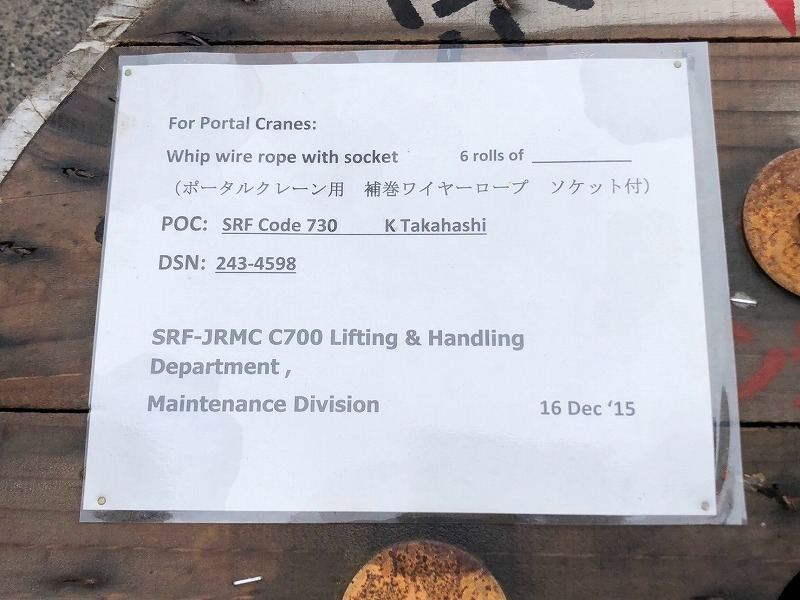 For Portal Cranes:
Whip wire rope with socket 6 rolls of ___________
（ポータルクレーン用　補巻ワイヤーロープ　ソケット付）
POC: SRF Code 730 K Takahashi
DSN: 243-4598
SRF-JRMC C700 Lifting & Handling
Department ,
Maintenance Division 16 Dec ‘15